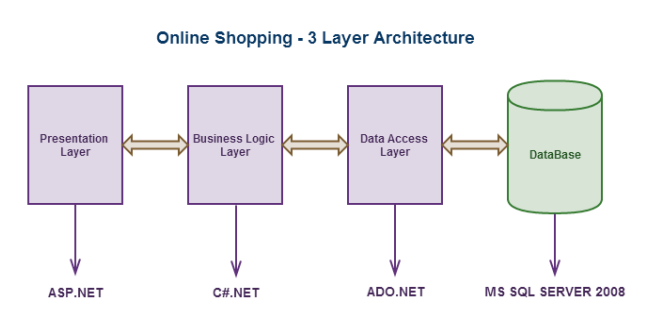 Online Shopping - 3 Layer Architecture
Presentation
Layer
Business Logic
Layer
Data Access
Layer
DataBase
ASP.NET
C#.NET
ADO.NET
MS SQL SERVER 2008